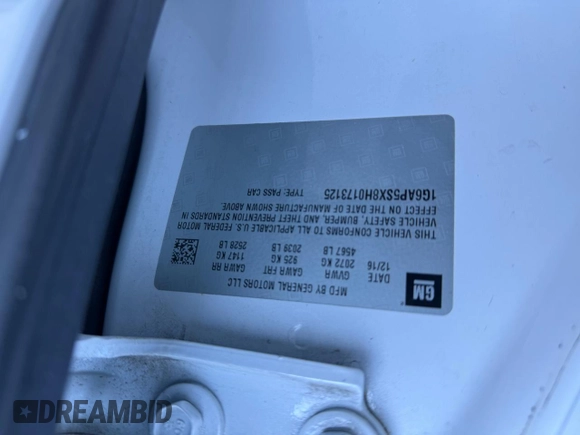 GM
MFD BY GENERAL MOTORS LLC
DATE GVWR GAWR FRT GAWR RR
12/16 2072 KG 925 KG 1147 KG
4567 LB 2039 LB 2528 LB
THIS VEHICLE CONFORMS TO ALL APPLICABLE U.S. FEDERAL MOTOR
VEHICLE SAFETY, BUMPER, AND THEFT PREVENTION STANDARDS IN
EFFECT ON THE DATE OF MANUFACTURE SHOWN ABOVE.
1G6AP5SX8H0173125 TYPE: PASS CAR
DREAMBID